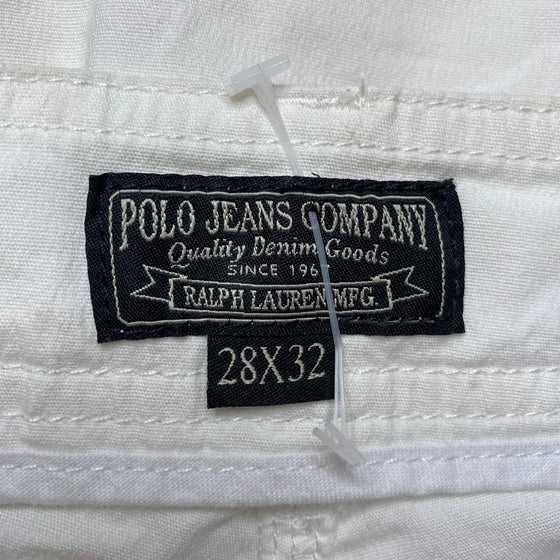 POLO JEANS COMPANY
Quality Denim Goods
SINCE 196
RALPH LAUREN MFG.
28X32